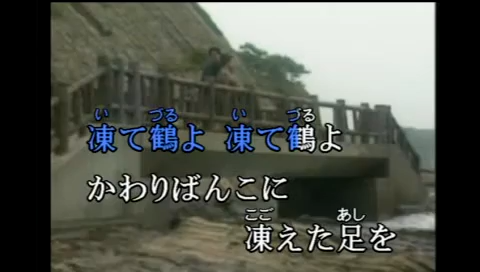 い づる い づる
凍て鶴よ 凍て鶴よ
かわりばんこに
こご あし
凍えた足を